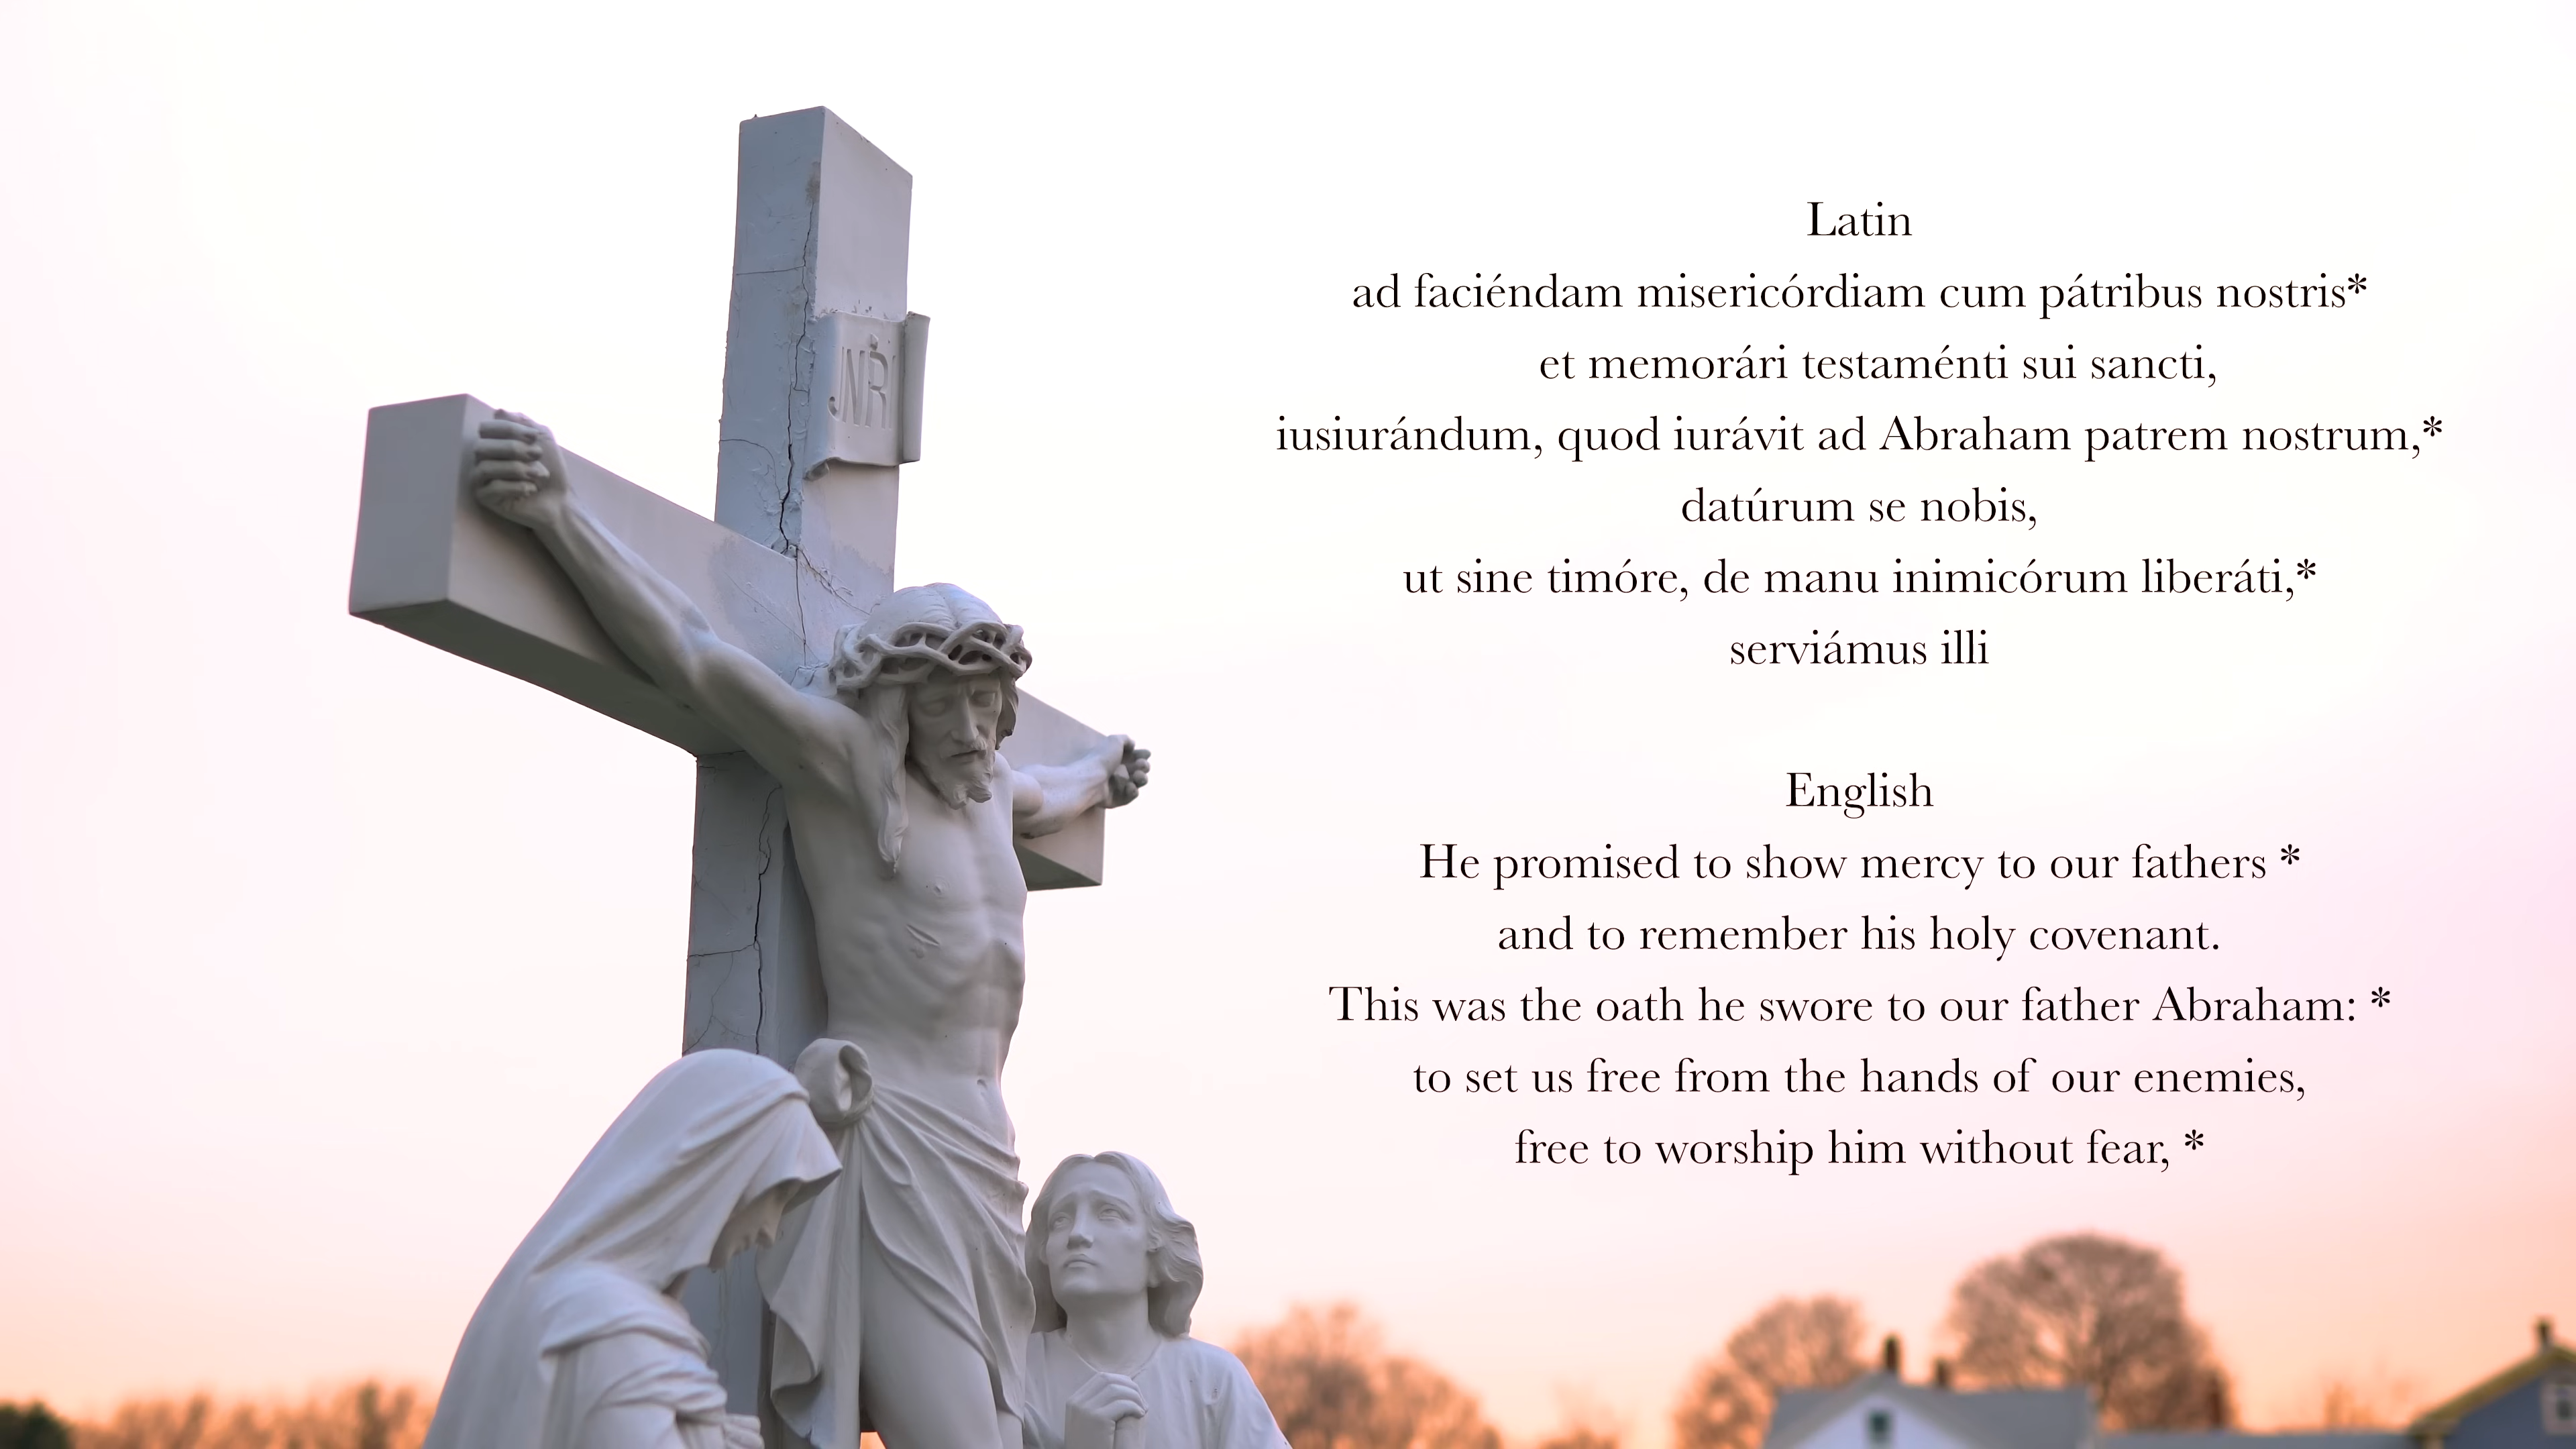 JNRI
Latin
ad faciéndam misericórdiam cum pátribus nostris*
et memorári testaménti sui sancti,
iusiurándum, quod iurávit ad Abraham patrem nostrum,*
datúrum se nobis,
ut sine timóre, de manu inimicórum liberáti,*
serviámus illi
English
He promised to show mercy to our fathers *
and to remember his holy covenant.
This was the oath he swore to our father Abraham: *
to set us free from the hands of our enemies,
free to worship him without fear, *